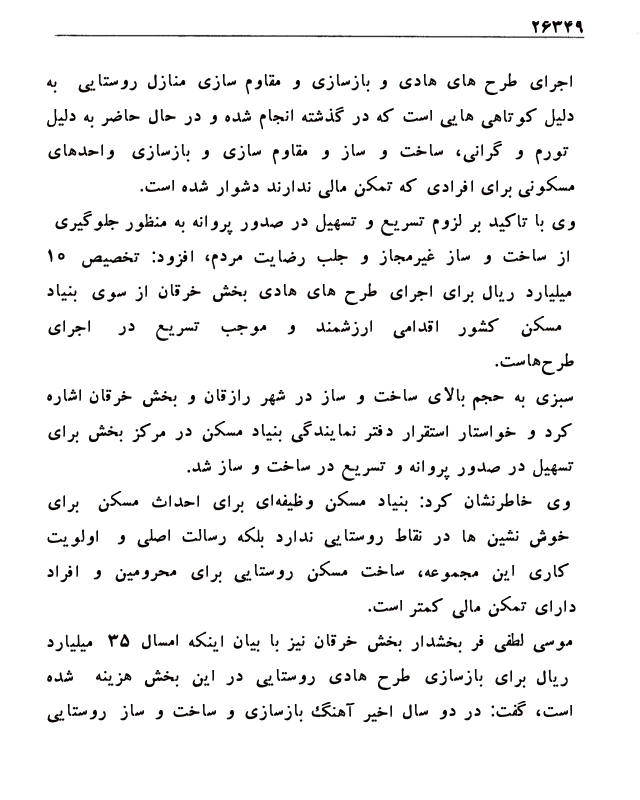 ۲۶۳۴۹
اجرای طرح های هادی و بازسازی و مقاوم سازی منازل روستایی به
دلیل کوتاهی هایی است که در گذشته انجام شده و در حال حاضر به دلیل
تورم و گرانی، ساخت و ساز و مقاوم سازی و بازسازی واحدهای
مسکونی برای افرادی که تمکن مالی ندارند دشوار شده است.
وی با تاکید بر لزوم تسریع و تسهیل در صدور پروانه به منظور جلوگیری
از ساخت و ساز غیرمجاز و جلب رضایت مردم، افزود: تخصیص ۱۰
میلیارد ریال برای اجرای طرح های هادی بخش خرقان از سوی بنیاد
مسکن کشور اقدامی ارزشمند و موجب تسریع در اجرای
طرح‌هاست.
سبزی به حجم بالای ساخت و ساز در شهر رازقان و بخش خرقان اشاره
کرد و خواستار استقرار دفتر نمایندگی بنیاد مسکن در مرکز بخش برای
تسهیل در صدور پروانه و تسریع در ساخت و ساز شد.
وی خاطرنشان کرد: بنیاد مسکن وظیفه‌ای برای احداث مسکن برای
خوش نشین ها در نقاط روستایی ندارد بلکه رسالت اصلی و اولویت
کاری این مجموعه، ساخت مسکن روستایی برای محرومین و افراد
دارای تمکن مالی کمتر است.
موسی لطفی فر بخشدار بخش خرقان نیز با بیان اینکه امسال ۳۵ میلیارد
ریال برای بازسازی طرح هادی روستایی در این بخش هزینه شده
است، گفت: در دو سال اخیر آهنگ بازسازی و ساخت و ساز روستایی